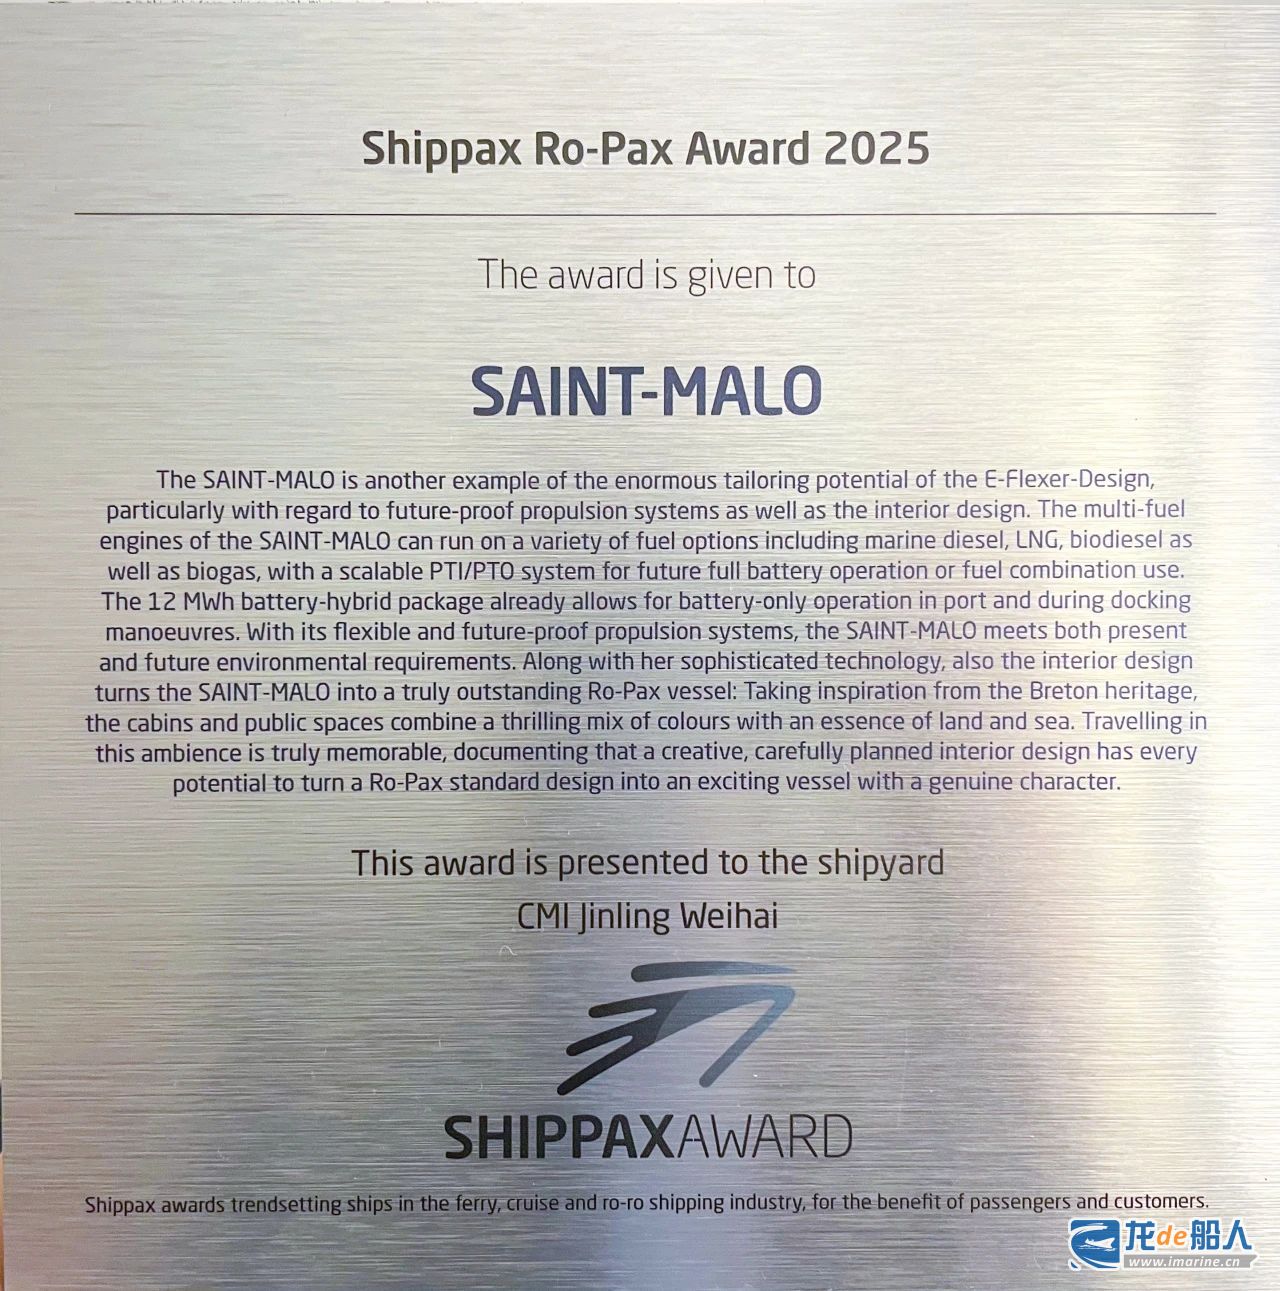 Shippax Ro-Pax Award 2025
The award is given to
SAINT-MALO
The SAINT-MALO is another example of the enormous tailoring potential of the E-Flexer-Design,
particularly with regard to future-proof propulsion systems as well as the interior design. The multi-fuel
engines of the SAINT-MALO can run on a variety of fuel options including marine diesel, LNG, biodiesel as
well as biogas, with a scalable PTI/PTO system for future full battery operation or fuel combination use.
The 12 MWh battery-hybrid package already allows for battery-only operation in port and during docking
manoeuvres. With its flexible and future-proof propulsion systems, the SAINT-MALO meets both present
and future environmental requirements. Along with her sophisticated technology, also the interior design
turns the SAINT-MALO into a truly outstanding Ro-Pax vessel: Taking inspiration from the Breton heritage,
the cabins and public spaces combine a thrilling mix of colours with an essence of land and sea. Travelling in
this ambience is truly memorable, documenting that a creative, carefully planned interior design has every
potential to turn a Ro-Pax standard design into an exciting vessel with a genuine character.
This award is presented to the shipyard
CMI Jinling Weihai
SHIPPAXAWARD
Shippax awards trendsetting ships in the ferry, cruise and ro-ro shipping industry, for the benefit of passengers and customers.
龙de船人
www.imarine.cn